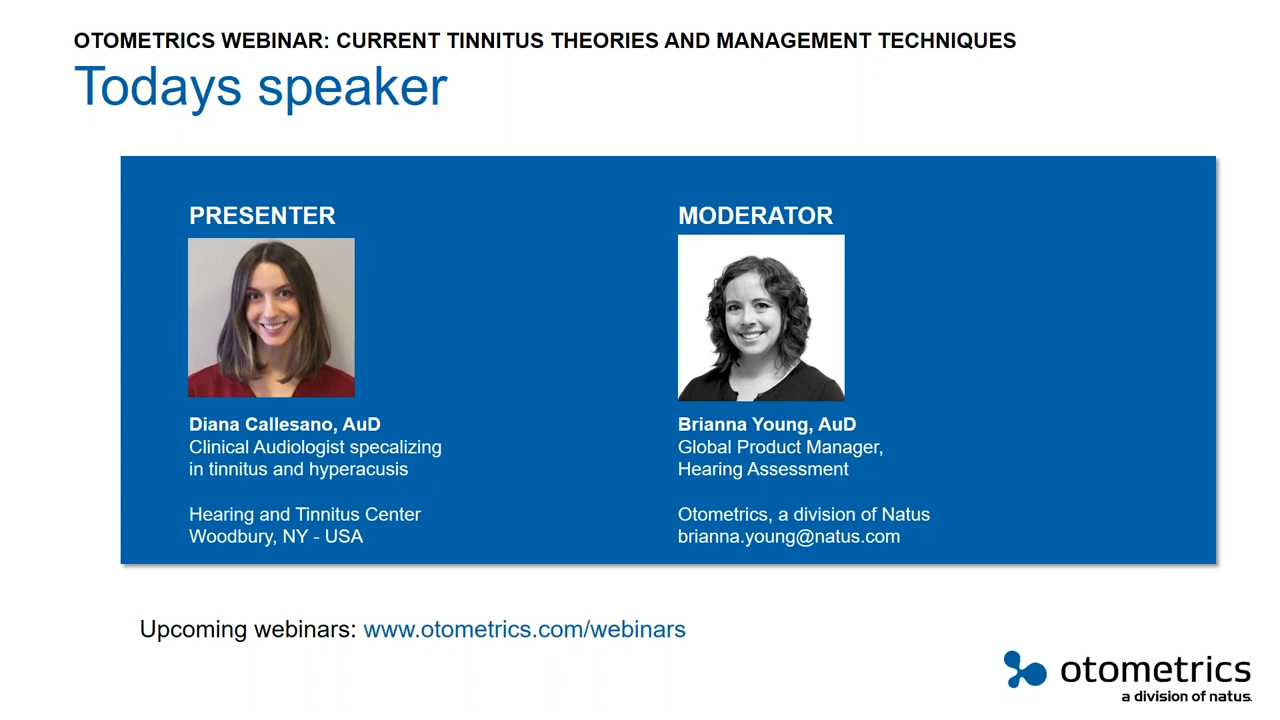 OTOMETRICS WEBINAR: CURRENT TINNITUS THEORIES AND MANAGEMENT TECHNIQUES
Todays speaker
PRESENTER
Diana Callesano, AuD
Clinical Audiologist specalizing
in tinnitus and hyperacusis
Hearing and Tinnitus Center
Woodbury, NY - USA
MODERATOR
Brianna Young, AuD
Global Product Manager,
Hearing Assessment
Otometrics, a division of Natus
brianna.young@natus.com
Upcoming webinars: www.otometrics.com/webinars
otometrics
a division of natus.